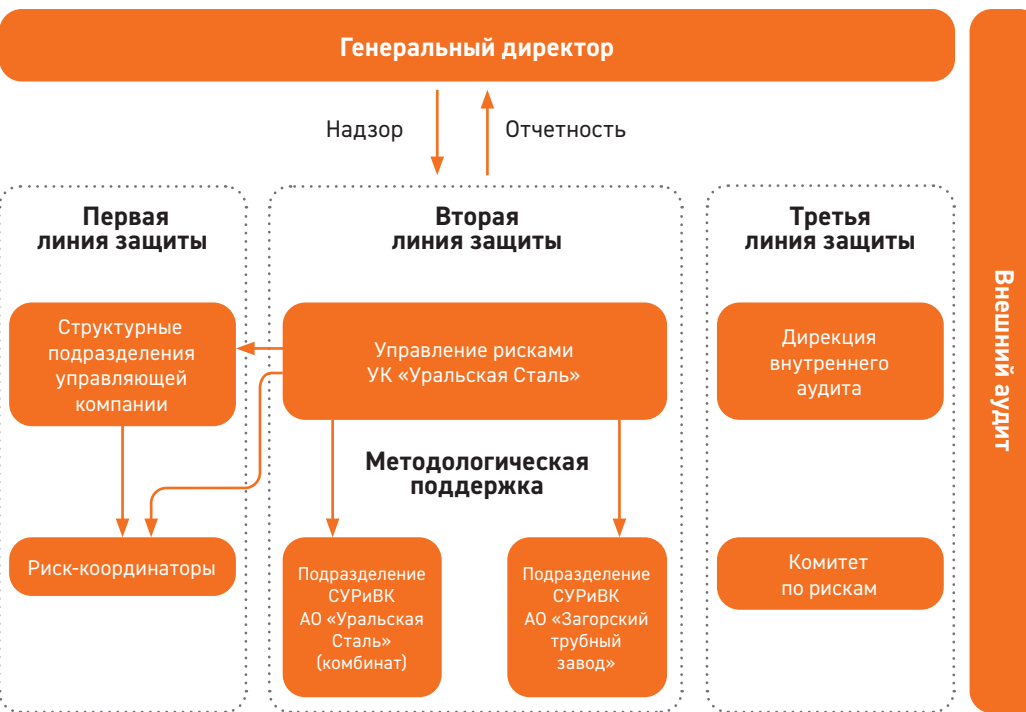 Генеральный директор
Надзор
Отчетность
Первая
линия защиты
Структурные
подразделения
управляющей
компании
Риск-координаторы
Вторая
линия защиты
Управление рисками
УК «Уральская Сталь»
Методологическая
поддержка
Подразделение
СУРиВК
АО «Уральская
Сталь»
(комбинат)
Подразделение
СУРиВК
АО «Загорский
трубный
завод»
Третья
линия защиты
Дирекция
внутреннего
аудита
Комитет
по рискам
Внешний аудит